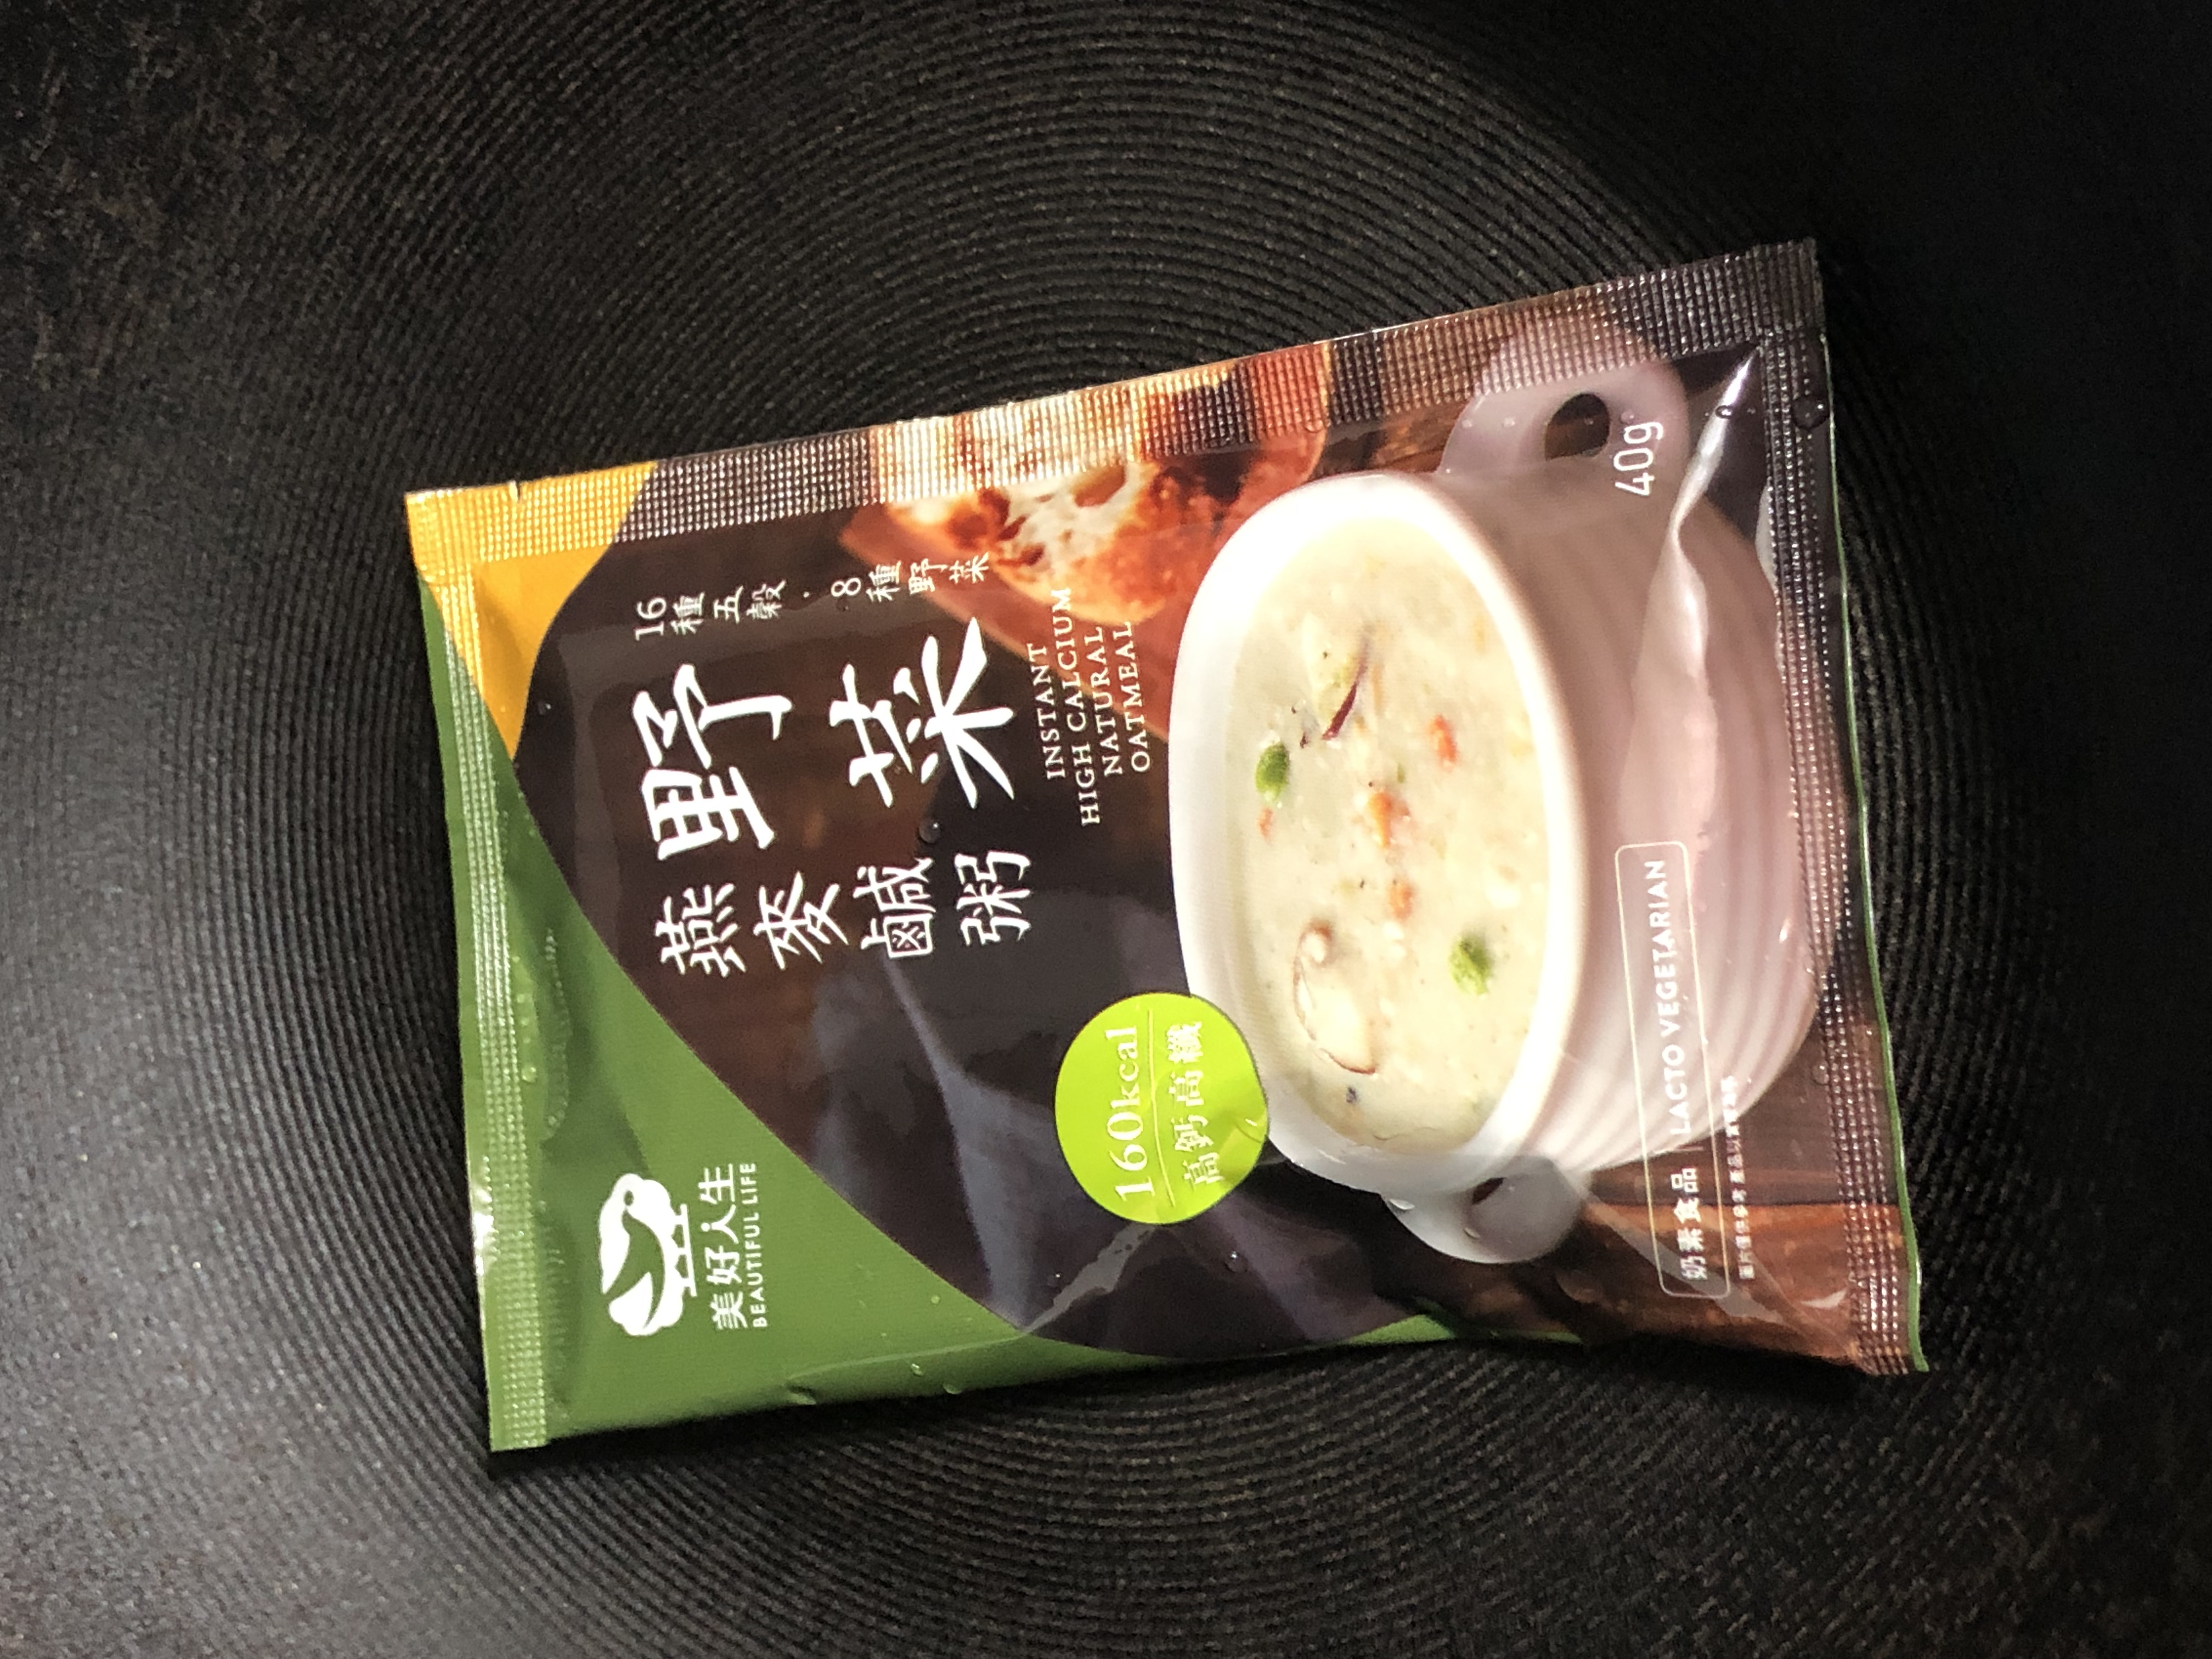 美好人生
BEAUTIFUL LIFE
16種五穀・8種野菜
野菜
燕麥鹹粥
INSTANT
HIGH CALCIUM
NATURAL
OATMEAL
160kcal
高鈣高纖
40g
奶素食品 LACTO VEGETARIAN